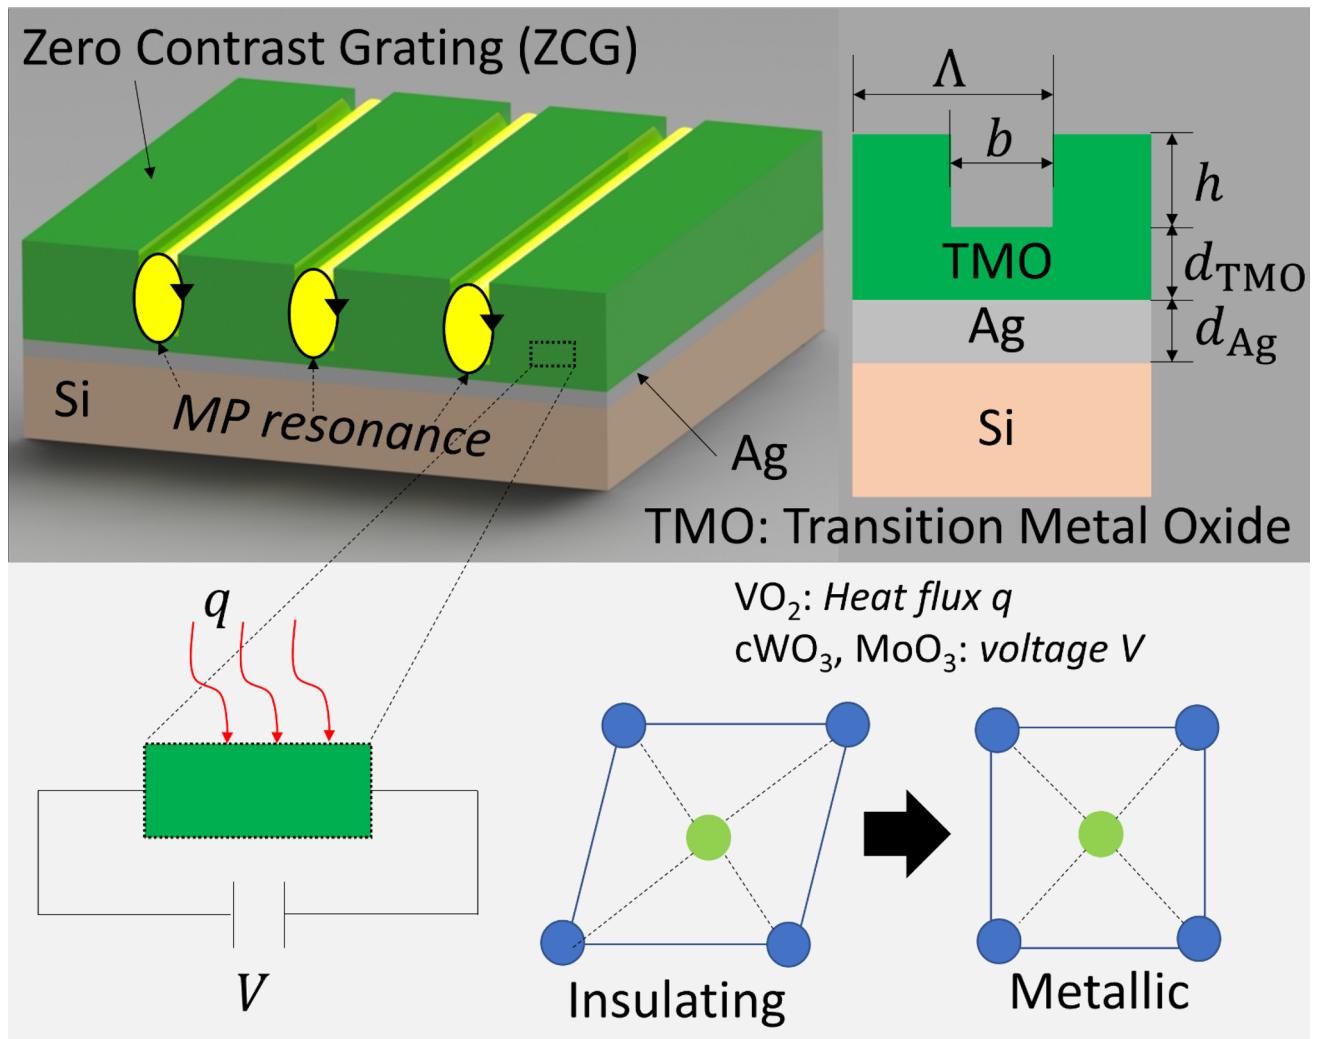 Zero Contrast Grating (ZCG)
Λ
b
h
TMO
d_TMO
Ag
d_Ag
Si
Si
MP resonance
Ag
TMO: Transition Metal Oxide
q
VO₂: Heat flux q
cWO₃, MoO₃: voltage V
V
Insulating
Metallic